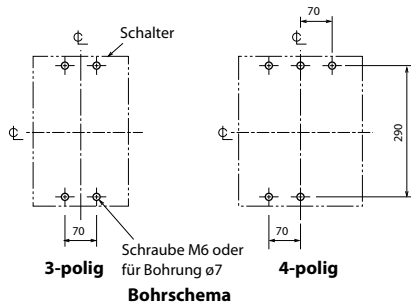 70
℄
Schalter
℄
℄
℄
290
70
70
Schraube M6 oder
für Bohrung ø7
3-polig
4-polig
Bohrschema